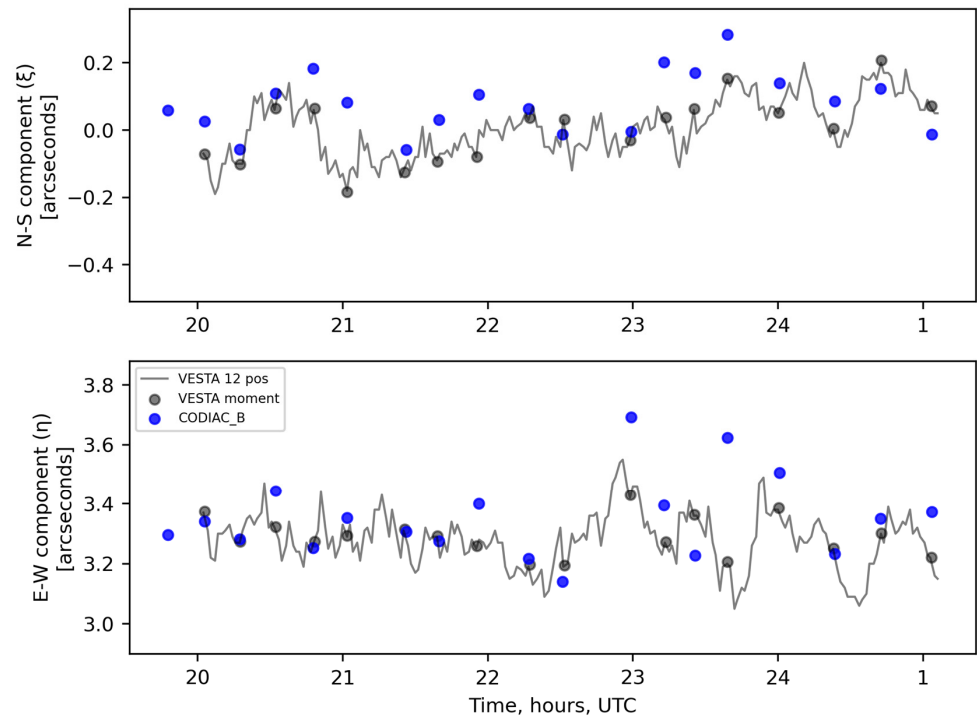 N-S component (ξ)
[arcseconds]
0.2
0.0
−0.2
−0.4
20 21 22 23 24 1
E-W component (η)
[arcseconds]
3.8
3.6
3.4
3.2
3.0
VESTA 12 pos
VESTA moment
CODIAC_B
20 21 22 23 24 1
Time, hours, UTC